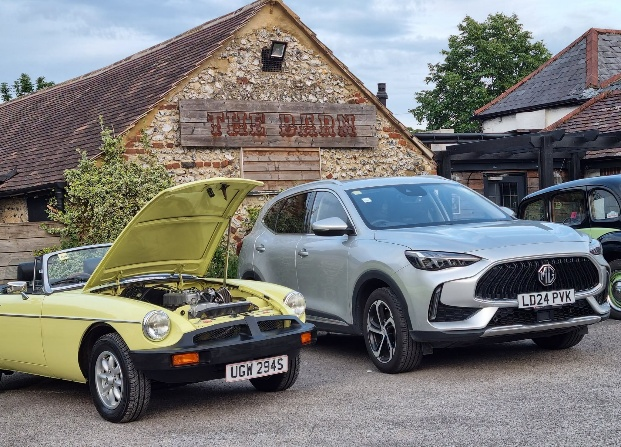 THE BARN
MG
LD24 PVK
UGW 294S